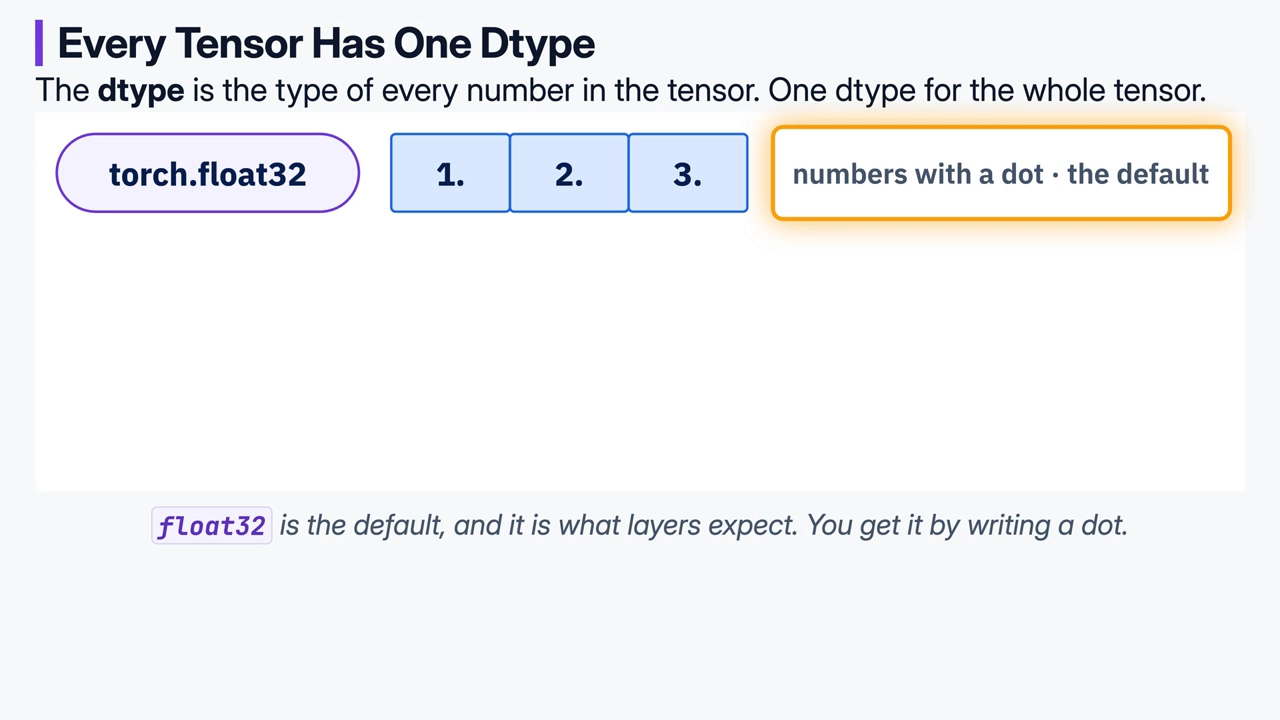 Every Tensor Has One Dtype
The dtype is the type of every number in the tensor. One dtype for the whole tensor.
torch.float32 1. 2. 3. numbers with a dot · the default
float32 is the default, and it is what layers expect. You get it by writing a dot.